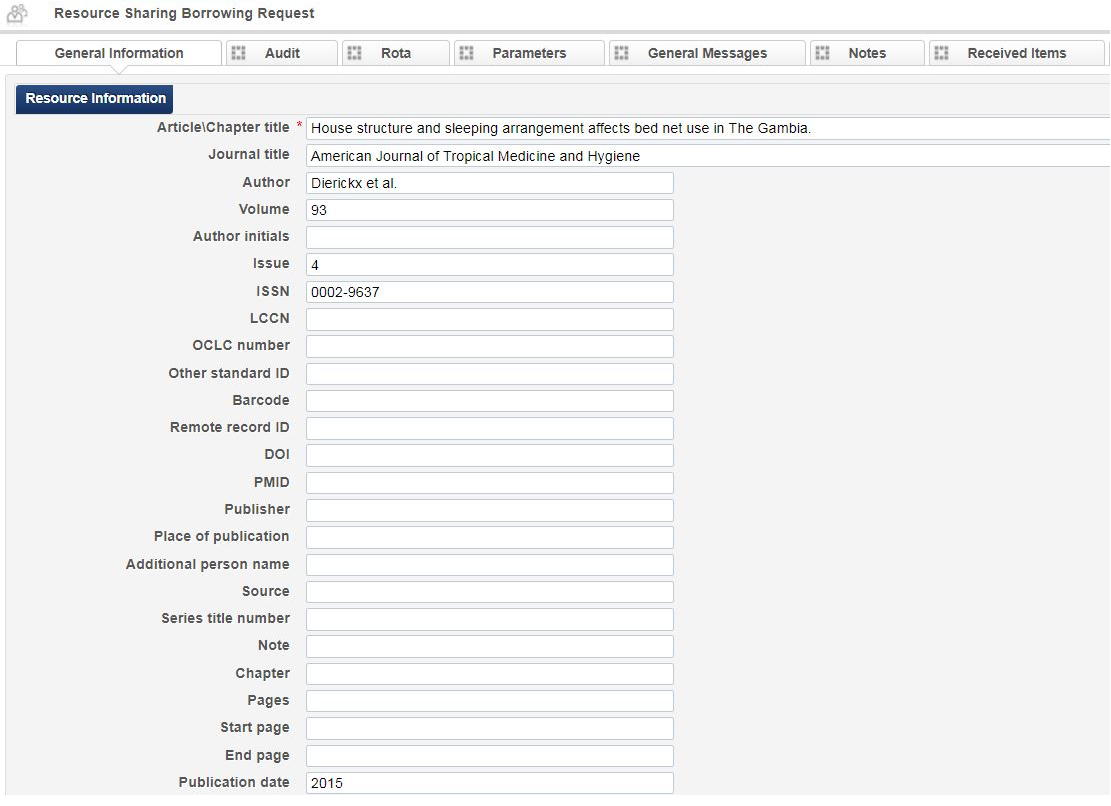 Resource Sharing Borrowing Request
General Information Audit Rota Parameters General Messages Notes Received Items
Resource Information
Article\Chapter title * House structure and sleeping arrangement affects bed net use in The Gambia.
Journal title American Journal of Tropical Medicine and Hygiene
Author Dierickx et al.
Volume 93
Author initials
Issue 4
ISSN 0002-9637
LCCN
OCLC number
Other standard ID
Barcode
Remote record ID
DOI
PMID
Publisher
Place of publication
Additional person name
Source
Series title number
Note
Chapter
Pages
Start page
End page
Publication date 2015